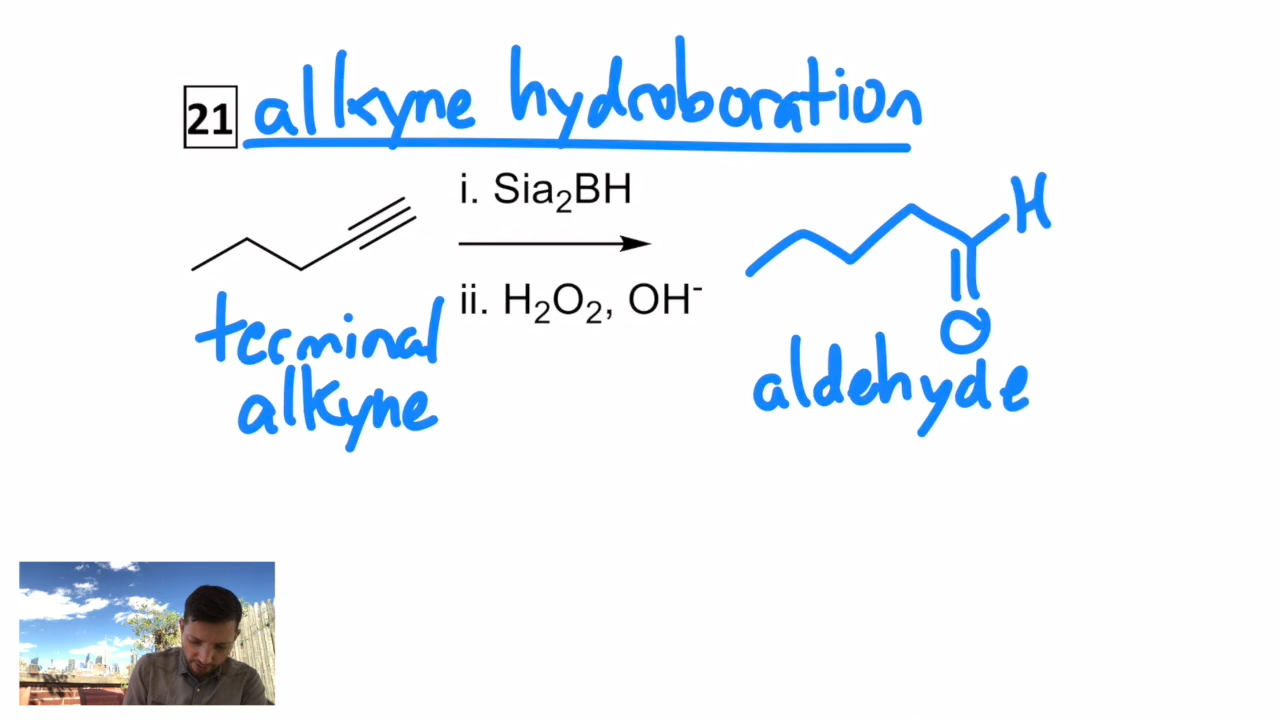 21 alkyne hydroboration
i. Sia₂BH
ii. H₂O₂, OH⁻
terminal
alkyne
H
O
aldehyde